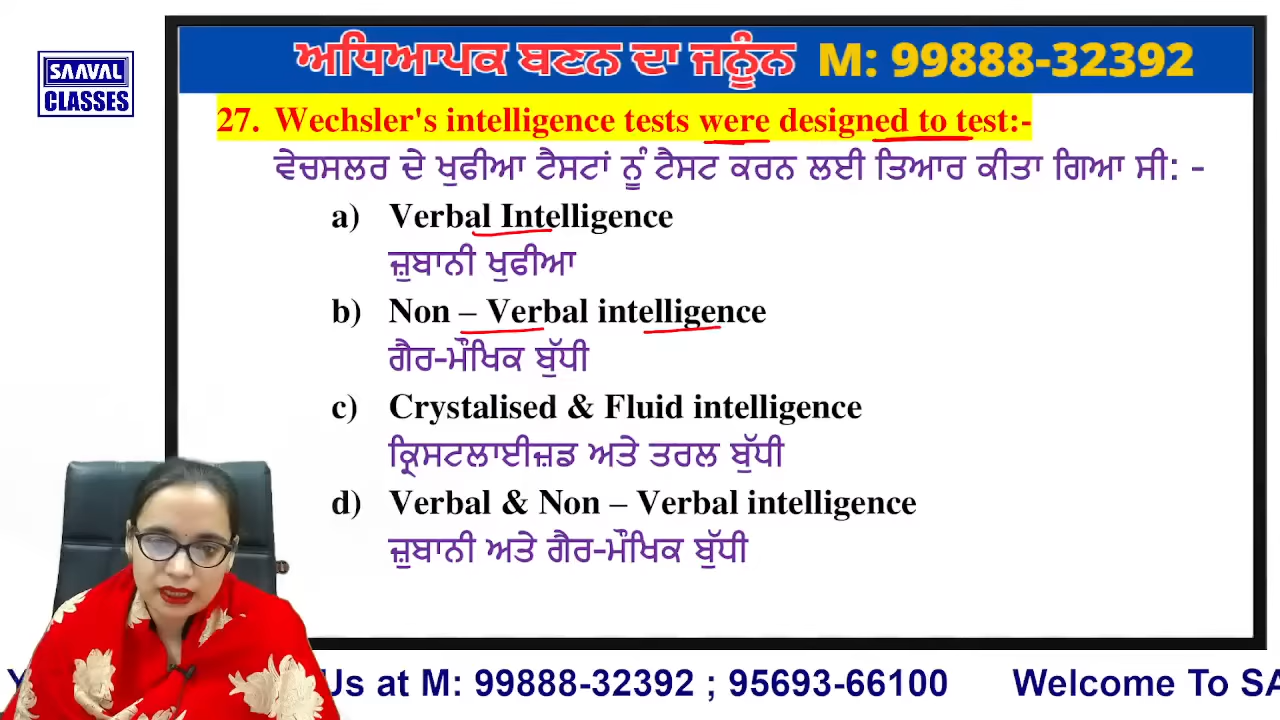 SAAVAL
CLASSES
ਅਧਿਆਪਕ ਬਣਨ ਦਾ ਜਨੂੰਨ M: 99888-32392
27. Wechsler's intelligence tests were designed to test:-
ਵੇਚਸਲਰ ਦੇ ਖੁਫੀਆ ਟੈਸਟਾਂ ਨੂੰ ਟੈਸਟ ਕਰਨ ਲਈ ਤਿਆਰ ਕੀਤਾ ਗਿਆ ਸੀ: -
a) Verbal Intelligence
ਜ਼ੁਬਾਨੀ ਖੁਫੀਆ
b) Non – Verbal intelligence
ਗੈਰ-ਮੌਖਿਕ ਬੁੱਧੀ
c) Crystalised & Fluid intelligence
ਕ੍ਰਿਸਟਲਾਈਜ਼ਡ ਅਤੇ ਤਰਲ ਬੁੱਧੀ
d) Verbal & Non – Verbal intelligence
ਜ਼ੁਬਾਨੀ ਅਤੇ ਗੈਰ-ਮੌਖਿਕ ਬੁੱਧੀ
Us at M: 99888-32392 ; 95693-66100 Welcome To SA